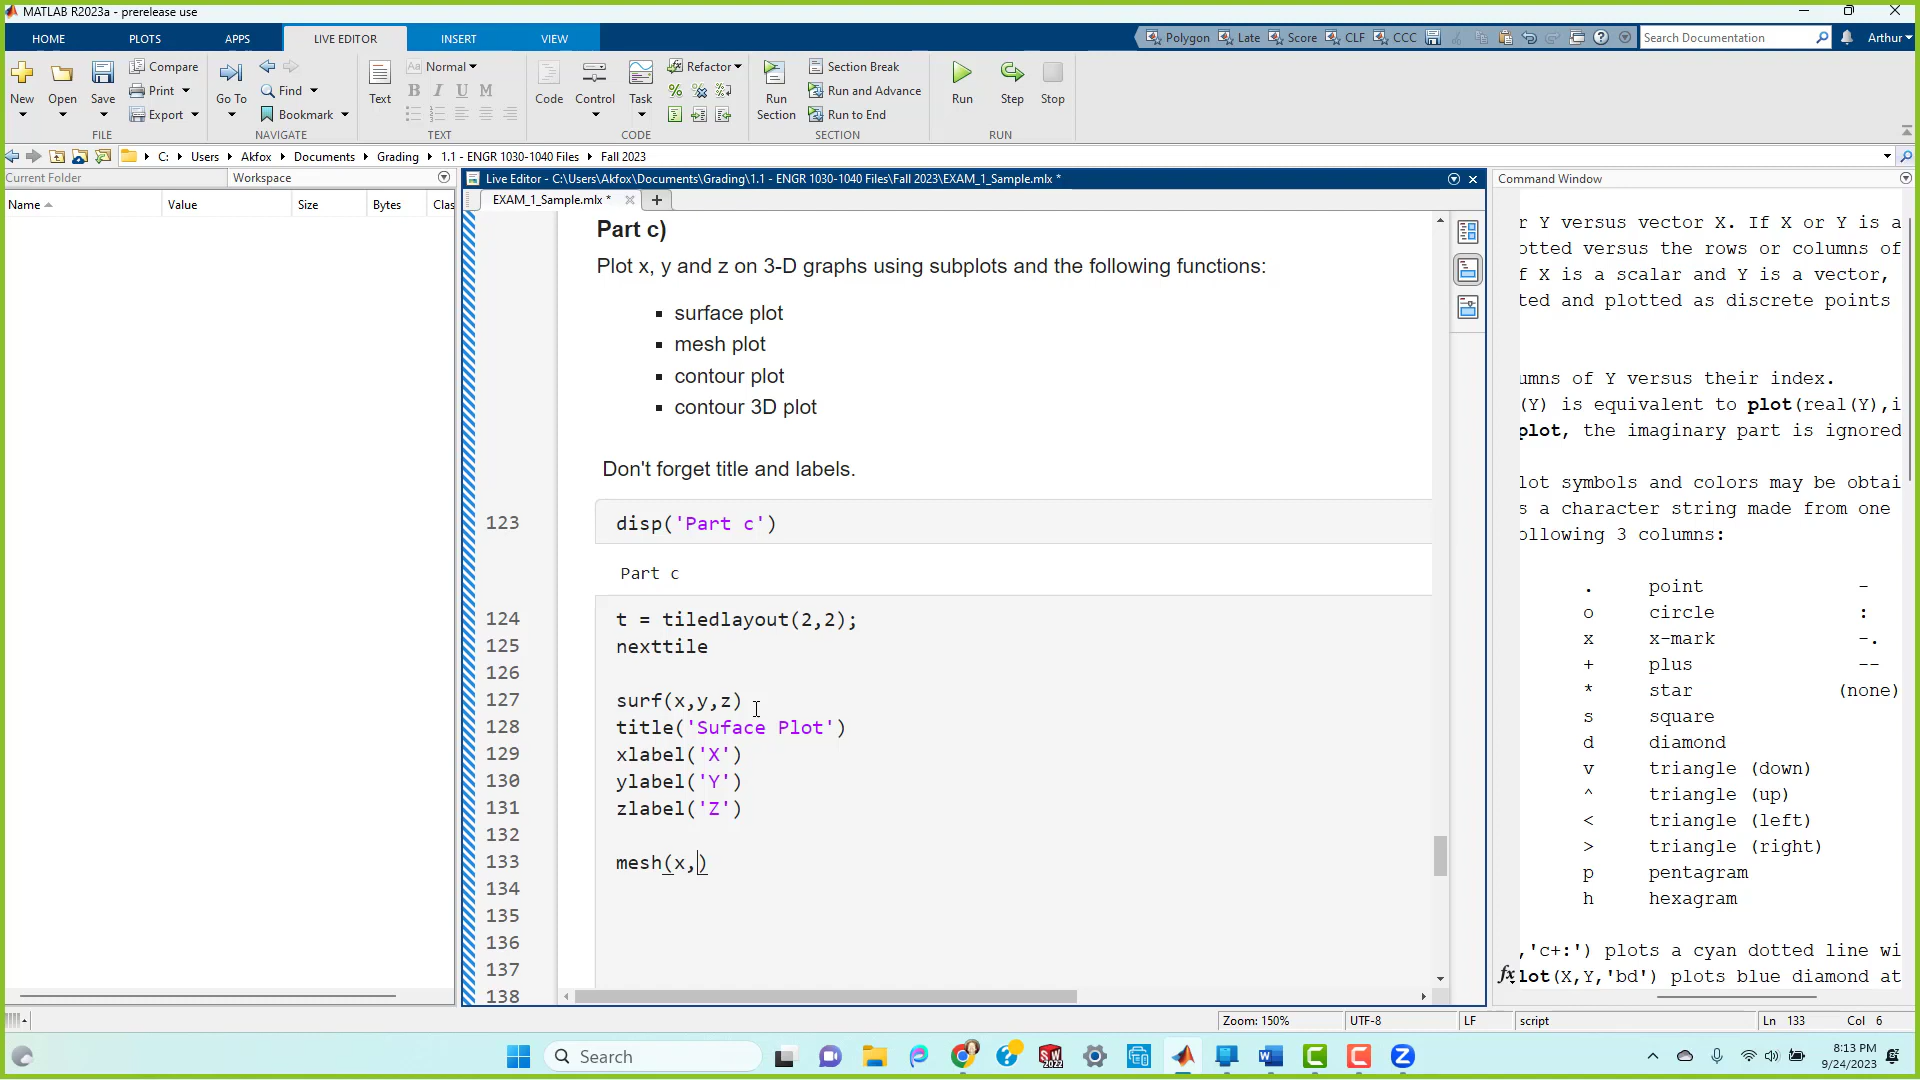 MATLAB R2023a - prerelease use
HOME PLOTS APPS LIVE EDITOR INSERT VIEW
Polygon Late Score CLF CCC Search Documentation Arthur
New Open Save Compare Print Export FILE
Go To Find Bookmark NAVIGATE
Text Normal B I U M TEXT
Code Control Task Refactor CODE
Run Section Section Break Run and Advance Run to End SECTION
Run Step Stop RUN
C: Users Akfox Documents Grading 1.1 - ENGR 1030-1040 Files Fall 2023
Current Folder Workspace
Name Value Size Bytes Clas
Live Editor - C:\Users\Akfox\Documents\Grading\1.1 - ENGR 1030-1040 Files\Fall 2023\EXAM_1_Sample.mlx *
EXAM_1_Sample.mlx *
Part c)
Plot x, y and z on 3-D graphs using subplots and the following functions:
surface plot
mesh plot
contour plot
contour 3D plot
Don't forget title and labels.
123 disp('Part c')
Part c
124 t = tiledlayout(2,2);
125 nexttile
126
127 surf(x,y,z)
128 title('Suface Plot')
129 xlabel('X')
130 ylabel('Y')
131 zlabel('Z')
132
133 mesh(x,)
134
135
136
137
138
Command Window
r Y versus vector X. If X or Y is a
otted versus the rows or columns of
f X is a scalar and Y is a vector,
ted and plotted as discrete points
umns of Y versus their index.
(Y) is equivalent to plot(real(Y),i
plot, the imaginary part is ignored
lot symbols and colors may be obtai
s a character string made from one
ollowing 3 columns:
. point -
o circle :
x x-mark -.
+ plus --
* star (none)
s square
d diamond
v triangle (down)
^ triangle (up)
< triangle (left)
> triangle (right)
p pentagram
h hexagram
,'c+:') plots a cyan dotted line wi
fx lot(X,Y,'bd') plots blue diamond at
Zoom: 150% UTF-8 LF script Ln 133 Col 6
Search
8:13 PM
9/24/2023